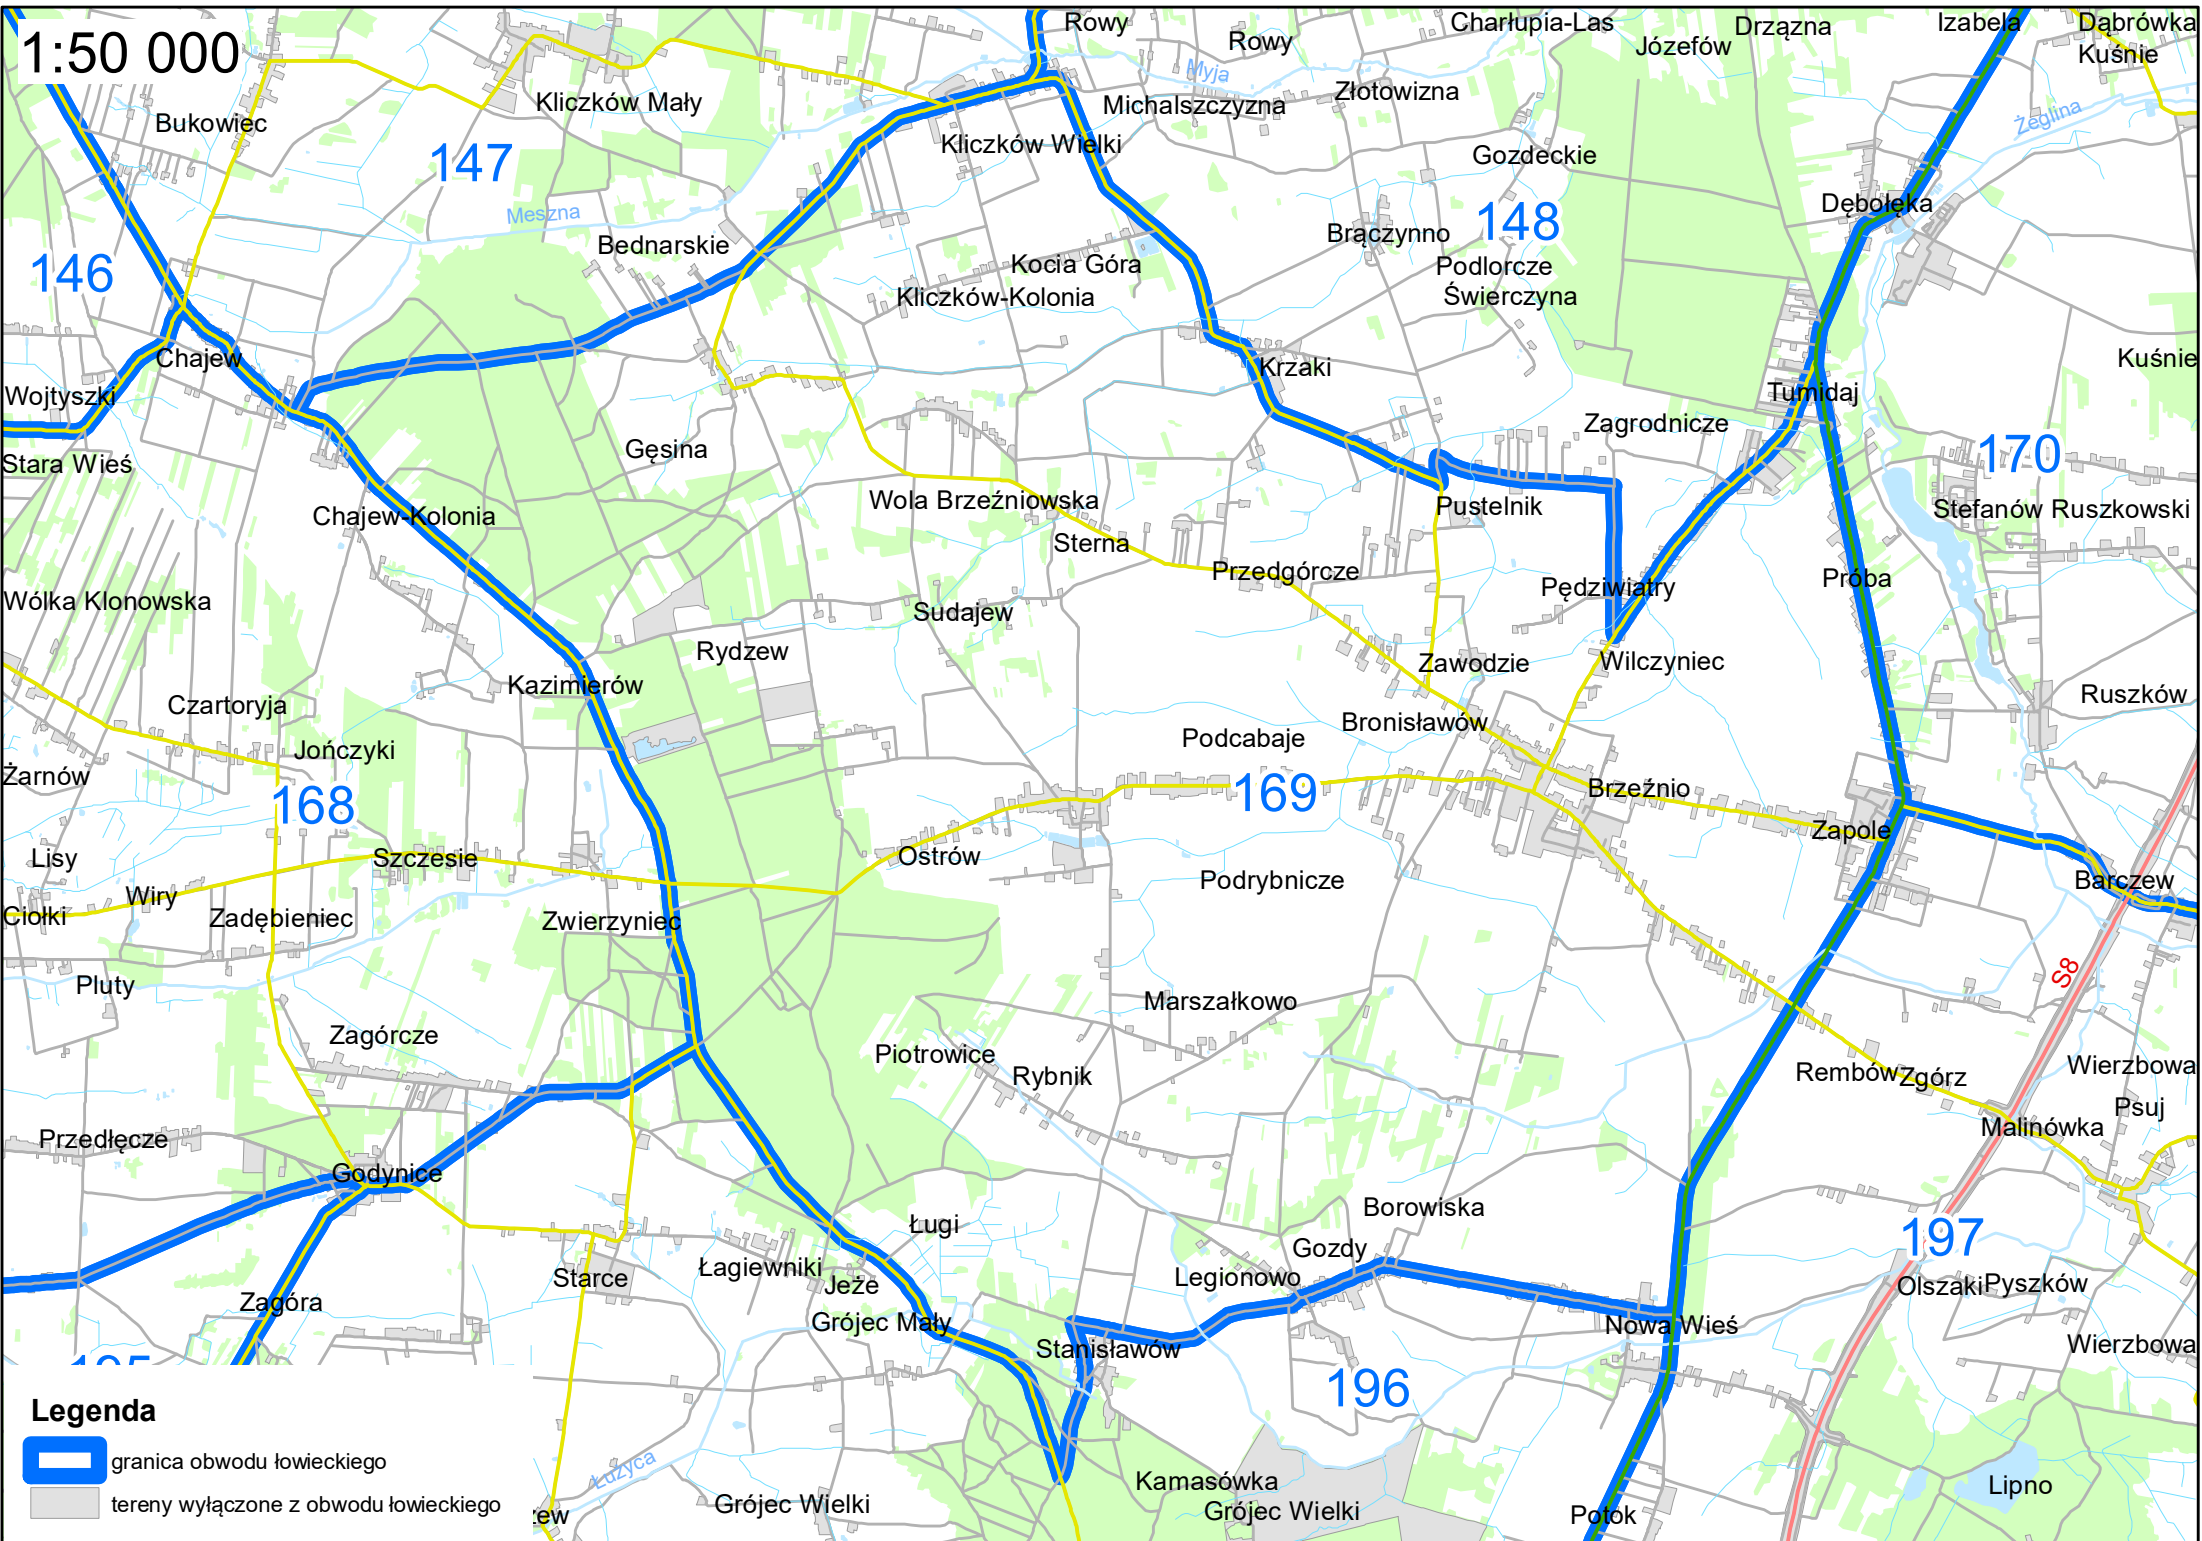 1:50 000
Rowy
Rowy
Charłupia-Las
Józefów
Drzązna
Izabela
Dąbrówka
Kuśnie
Bukowiec
Kliczków Mały
Myja
Michalszczyzna
Złotowizna
Żeglina
147
Kliczków Wielki
Gozdeckie
Meszna
Bednarskie
Brączynno
148
Dębołęka
146
Kocia Góra
Podlorcze
Kliczków-Kolonia
Świerczyna
Chajew
Krzaki
Kuśnie
Wojtyszki
Tumidaj
Stara Wieś
Gęsina
Zagrodnicze
170
Chajew-Kolonia
Wola Brzeźniowska
Pustelnik
Stefanów Ruszkowski
Sterna
Przedgórcze
Pędziwiatry
Próba
Wólka Klonowska
Sudajew
Rydzew
Zawodzie
Wilczyniec
Kazimierów
Czartoryja
Ruszków
Jończyki
Podcabaje
Bronisławów
Żarnów
168
169
Brzeźnio
Zapole
Lisy
Szczesie
Ostrów
Podrybnicze
Barczew
Wiry
Ciołki
Zadębieniec
Zwierzyniec
S8
Pluty
Marszałkowo
Zagórcze
Piotrowice
Rybnik
Rembów
Zgórz
Wierzbowa
Psuj
Przedłęcze
Malinówka
Godynice
Borowiska
Ługi
197
Gozdy
Starce
Łagiewniki
Jeże
Legionowo
Olszaki
Pyszków
Zagóra
Grójec Mały
Stanisławów
Nowa Wieś
Wierzbowa
195
196
Legenda
granica obwodu łowieckiego
tereny wyłączone z obwodu łowieckiego
Łużyca
Kamasówka
Lipno
zew
Grójec Wielki
Grójec Wielki
Potok